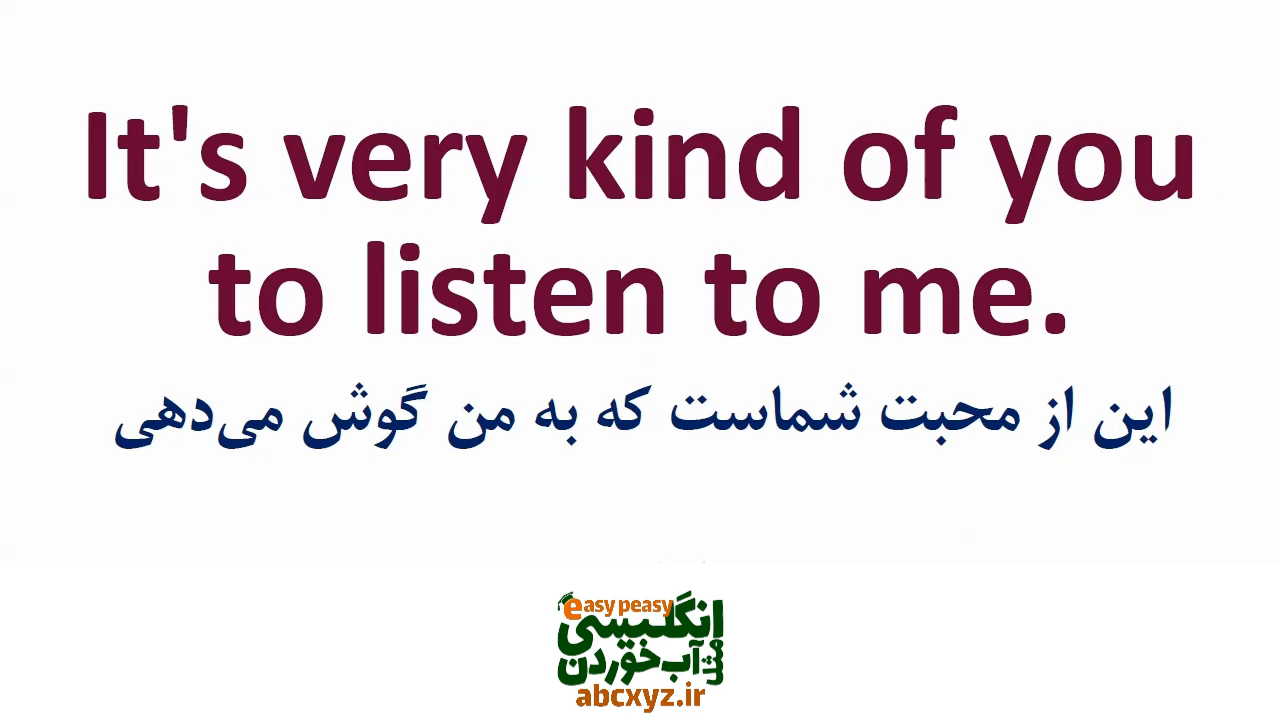 It's very kind of you
to listen to me.
این از محبت شماست که به من گوش می‌دهی
easy peasy
انگلیسی
مثل آب خوردن
abcxyz.ir